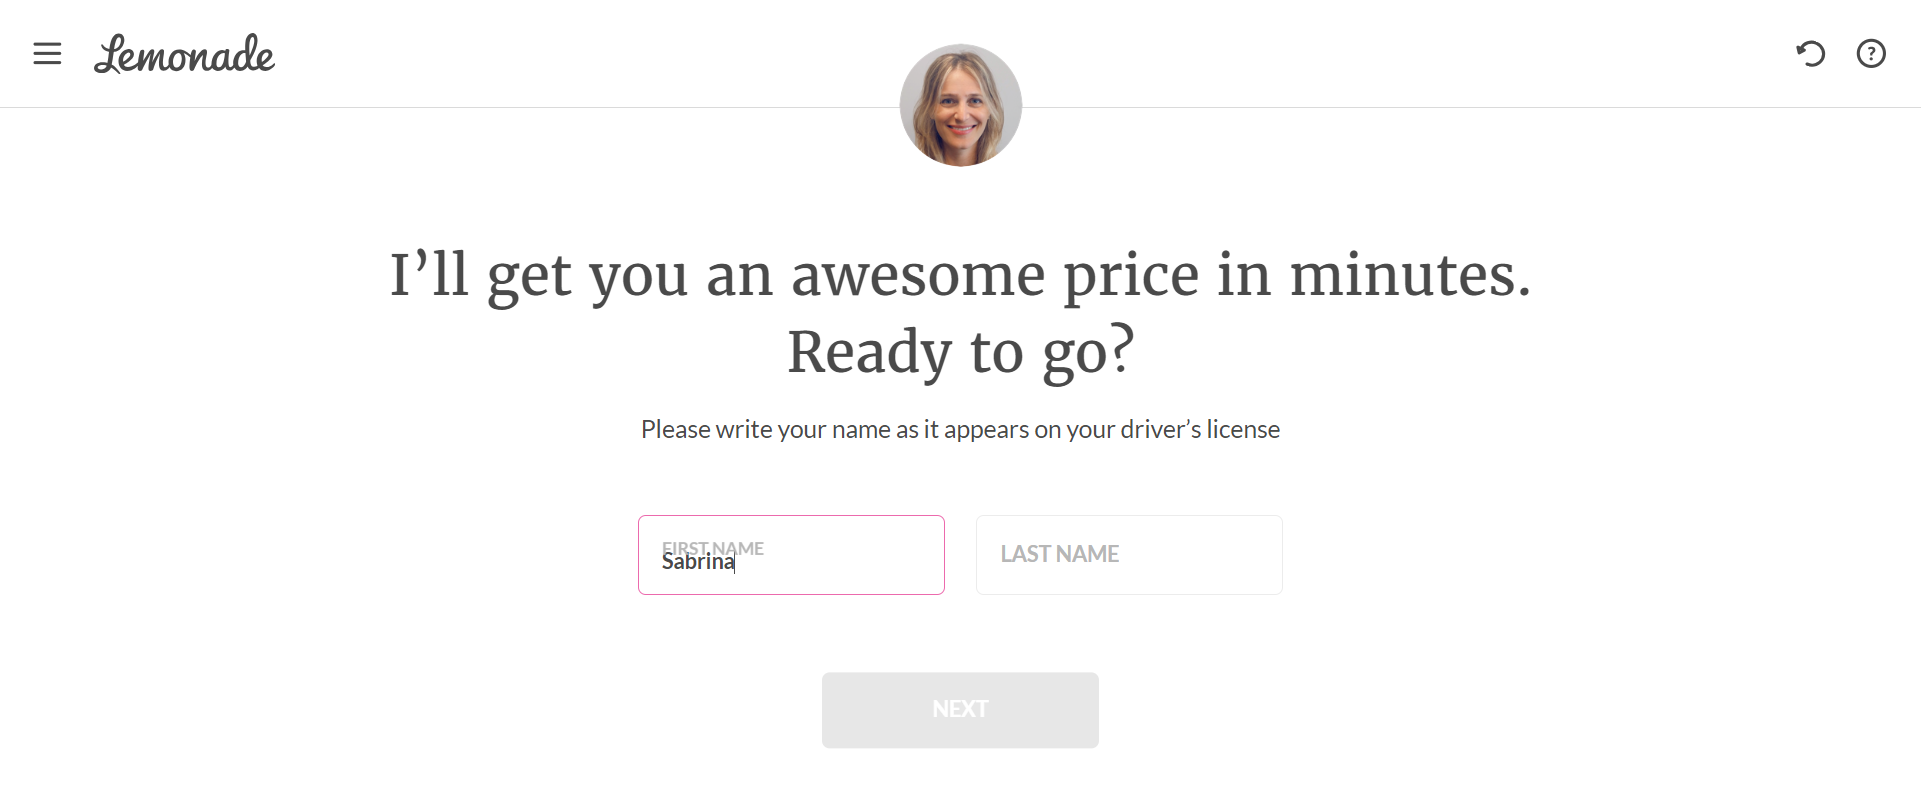 Lemonade
?
I’ll get you an awesome price in minutes.
Ready to go?
Please write your name as it appears on your driver’s license
FIRST NAME
Sabrina
LAST NAME
NEXT